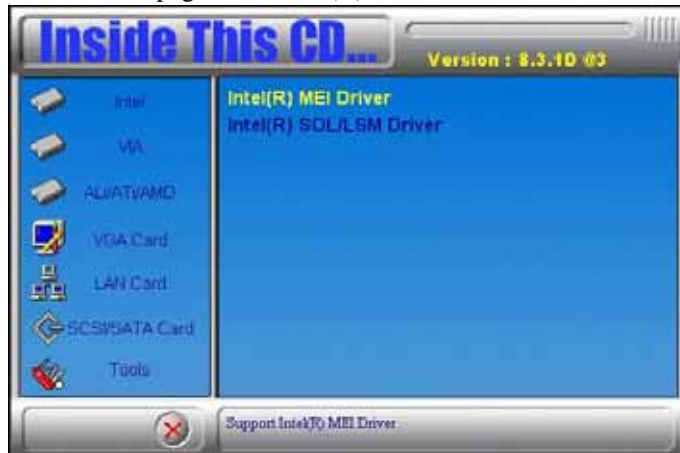 Inside This CD...
Version : 8.3.1D @3
Intel
VIA
ALI/ATI/AMD
VGA Card
LAN Card
SCSI/SATA Card
Tools
Intel(R) MEI Driver
Intel(R) SOL/LSM Driver
Support Intel(R) MEI Driver